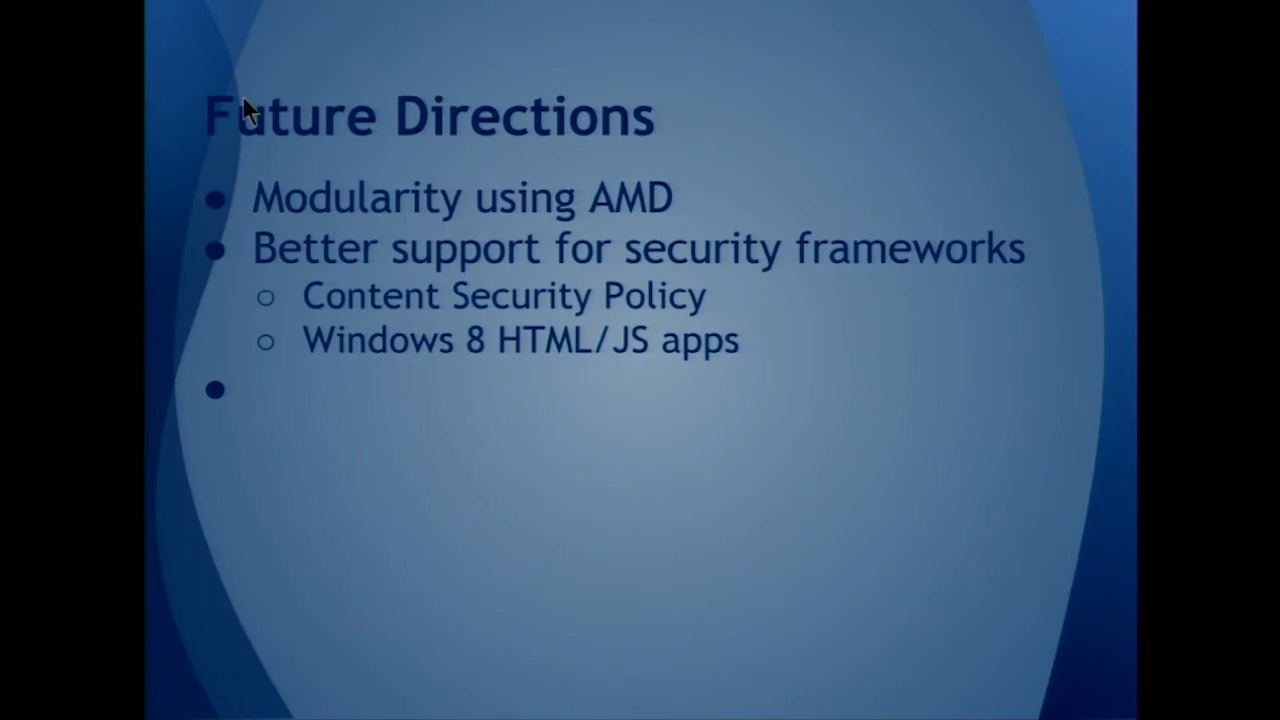 Future Directions
● Modularity using AMD
● Better support for security frameworks
○ Content Security Policy
○ Windows 8 HTML/JS apps
●